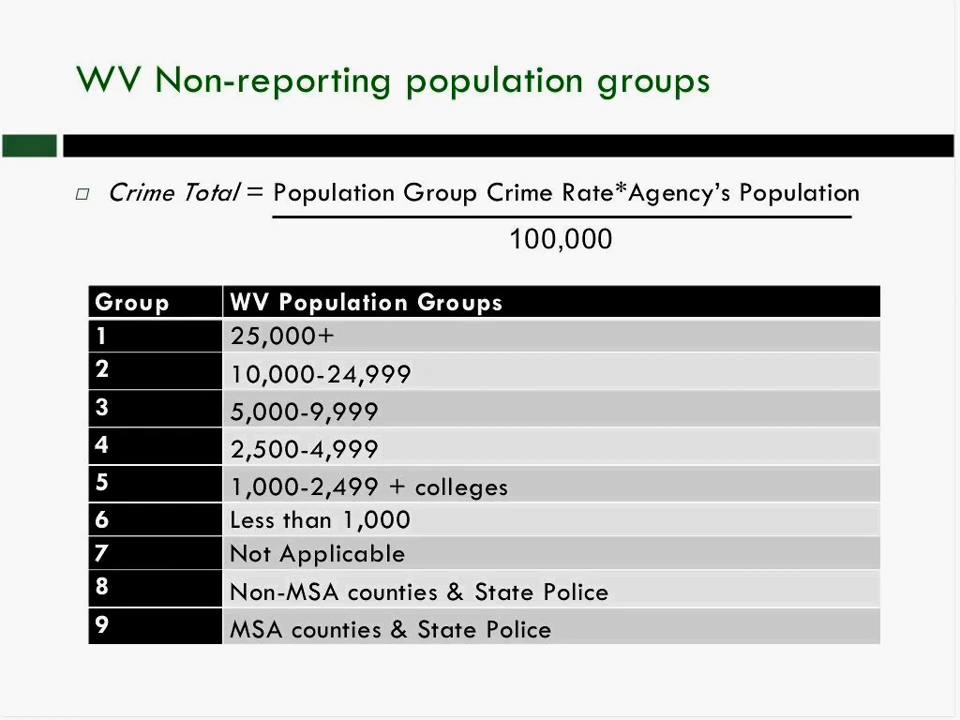 WV Non-reporting population groups
□ Crime Total = Population Group Crime Rate*Agency’s Population
100,000
Group WV Population Groups
1 25,000+
2 10,000-24,999
3 5,000-9,999
4 2,500-4,999
5 1,000-2,499 + colleges
6 Less than 1,000
7 Not Applicable
8 Non-MSA counties & State Police
9 MSA counties & State Police